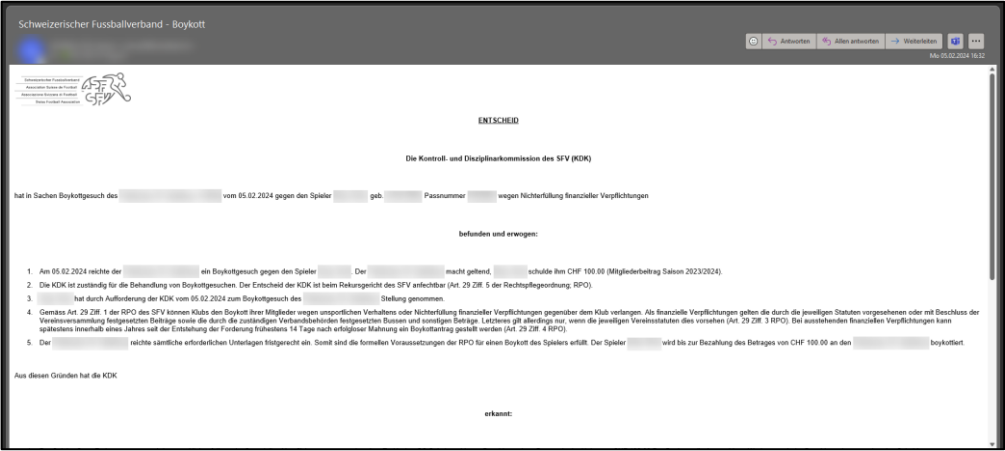 Schweizerischer Fussballverband - Boykott
Antworten
Allen antworten
Weiterleiten
Mo 05.02.2024 16:32
Schweizerischer Fussballverband
Association Suisse de Football
Associazione Svizzera di Football
Swiss Football Association
ASF
SFV
ENTSCHEID
Die Kontroll- und Disziplinarkommission des SFV (KDK)
hat in Sachen Boykottgesuch des vom 05.02.2024 gegen den Spieler geb. Passnummer wegen Nichterfüllung finanzieller Verpflichtungen
befunden und erwogen:
1. Am 05.02.2024 reichte der ein Boykottgesuch gegen den Spieler . Der macht geltend, schulde ihm CHF 100.00 (Mitgliederbeitrag Saison 2023/2024).
2. Die KDK ist zuständig für die Behandlung von Boykottgesuchen. Der Entscheid der KDK ist beim Rekursgericht des SFV anfechtbar (Art. 29 Ziff. 5 der Rechtspflegeordnung; RPO).
3. hat durch Aufforderung der KDK vom 05.02.2024 zum Boykottgesuch des Stellung genommen.
4. Gemäss Art. 29 Ziff. 1 der RPO des SFV können Klubs den Boykott ihrer Mitglieder wegen unsportlichen Verhaltens oder Nichterfüllung finanzieller Verpflichtungen gegenüber dem Klub verlangen. Als finanzielle Verpflichtungen gelten die durch die jeweiligen Statuten vorgesehenen oder mit Beschluss der
Vereinsversammlung festgesetzten Beiträge sowie die durch die zuständigen Verbandsbehörden festgesetzten Bussen und sonstigen Beträge. Letzteres gilt allerdings nur, wenn die jeweiligen Vereinsstatuten dies vorsehen (Art. 29 Ziff. 3 RPO). Bei ausstehenden finanziellen Verpflichtungen kann
spätestens innerhalb eines Jahres seit der Entstehung der Forderung frühestens 14 Tage nach erfolgloser Mahnung ein Boykottantrag gestellt werden (Art. 29 Ziff. 4 RPO).
5. Der reichte sämtliche erforderlichen Unterlagen fristgerecht ein. Somit sind die formellen Voraussetzungen der RPO für einen Boykott des Spielers erfüllt. Der Spieler wird bis zur Bezahlung des Betrages von CHF 100.00 an den boykottiert.
Aus diesen Gründen hat die KDK
erkannt: